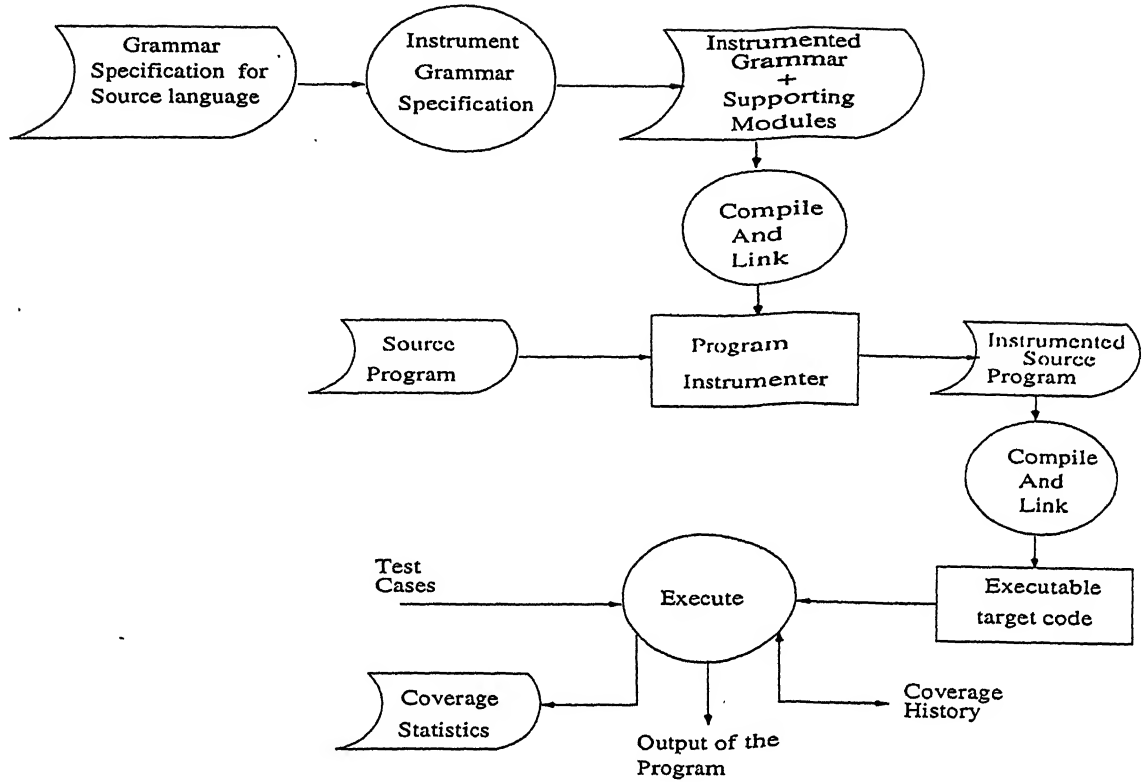 Grammar
Specification for
Source language
Instrument
Grammar
Specification
Instrumented
Grammar
+
Supporting
Modules
Compile
And
Link
Source
Program
Program
Instrumenter
Instrumented
Source
Program
Compile
And
Link
Test
Cases
Execute
Executable
target code
Coverage
Statistics
Output of the
Program
Coverage
History